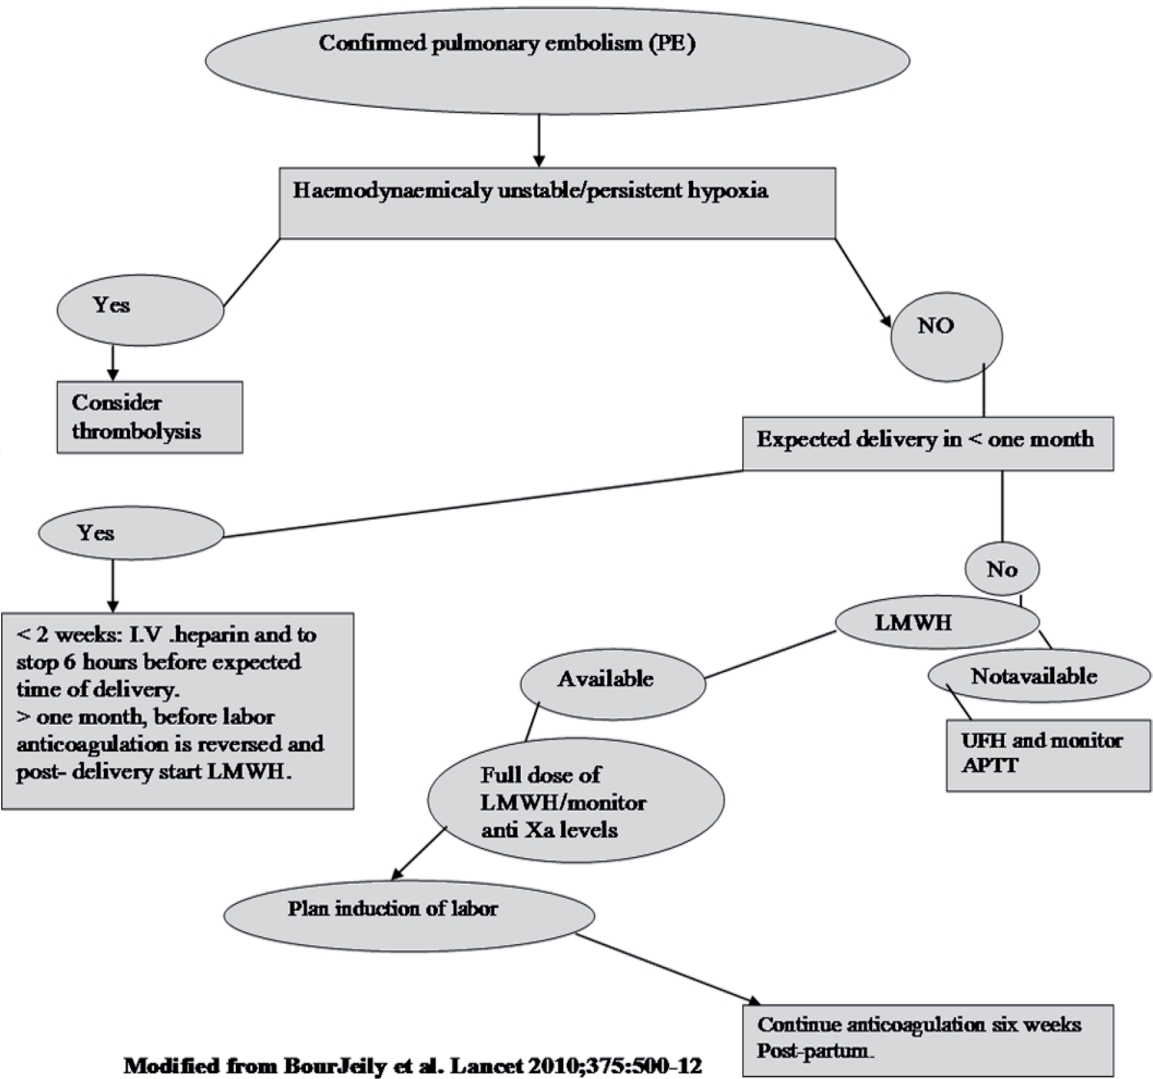 Confirmed pulmonary embolism (PE)
Haemodynaemicaly unstable/persistent hypoxia
Yes
NO
Consider
thrombolysis
Expected delivery in < one month
Yes
No
< 2 weeks: I.V .heparin and to
stop 6 hours before expected
time of delivery.
> one month, before labor
anticoagulation is reversed and
post- delivery start LMWH.
LMWH
Available
Notavailable
UFH and monitor
APTT
Full dose of
LMWH/monitor
anti Xa levels
Plan induction of labor
Continue anticoagulation six weeks
Post-partum.
Modified from BourJeily et al. Lancet 2010;375:500-12